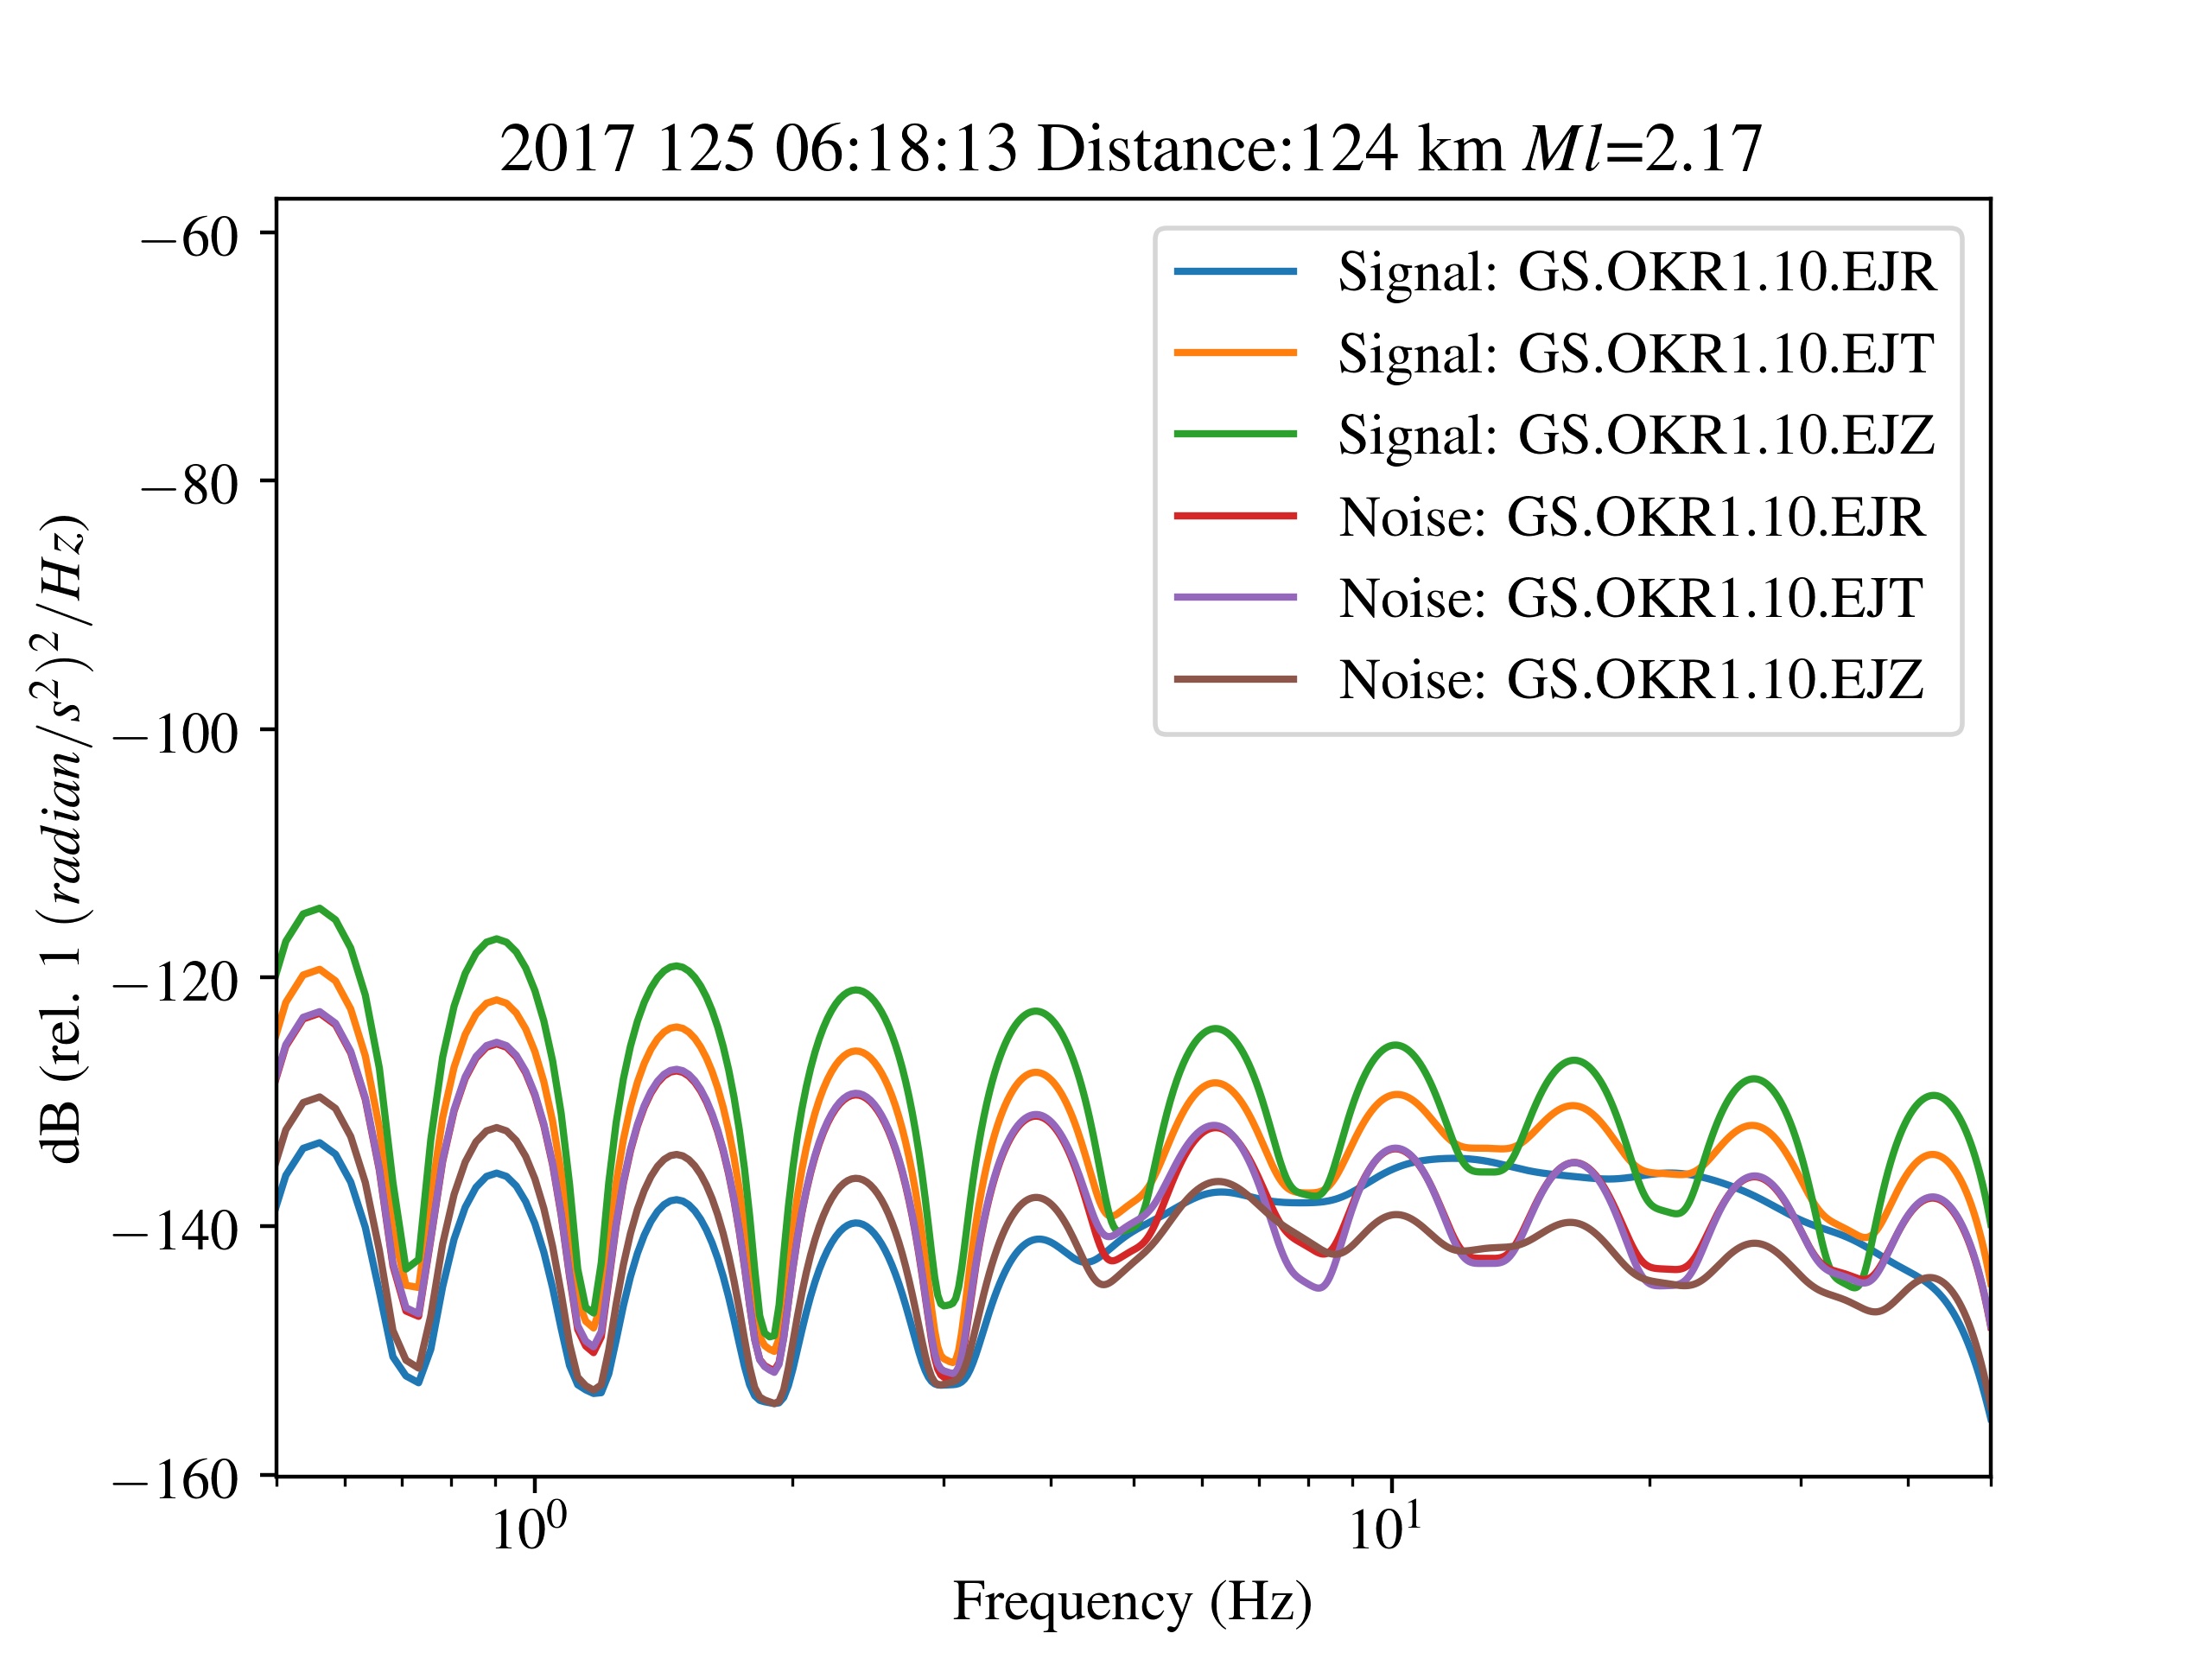 2017 125 06:18:13 Distance:124 km Ml=2.17
dB (rel. 1 (radian/s²)²/Hz)
−60
−80
−100
−120
−140
−160
Signal: GS.OKR1.10.EJR
Signal: GS.OKR1.10.EJT
Signal: GS.OKR1.10.EJZ
Noise: GS.OKR1.10.EJR
Noise: GS.OKR1.10.EJT
Noise: GS.OKR1.10.EJZ
10⁰ 10¹
Frequency (Hz)